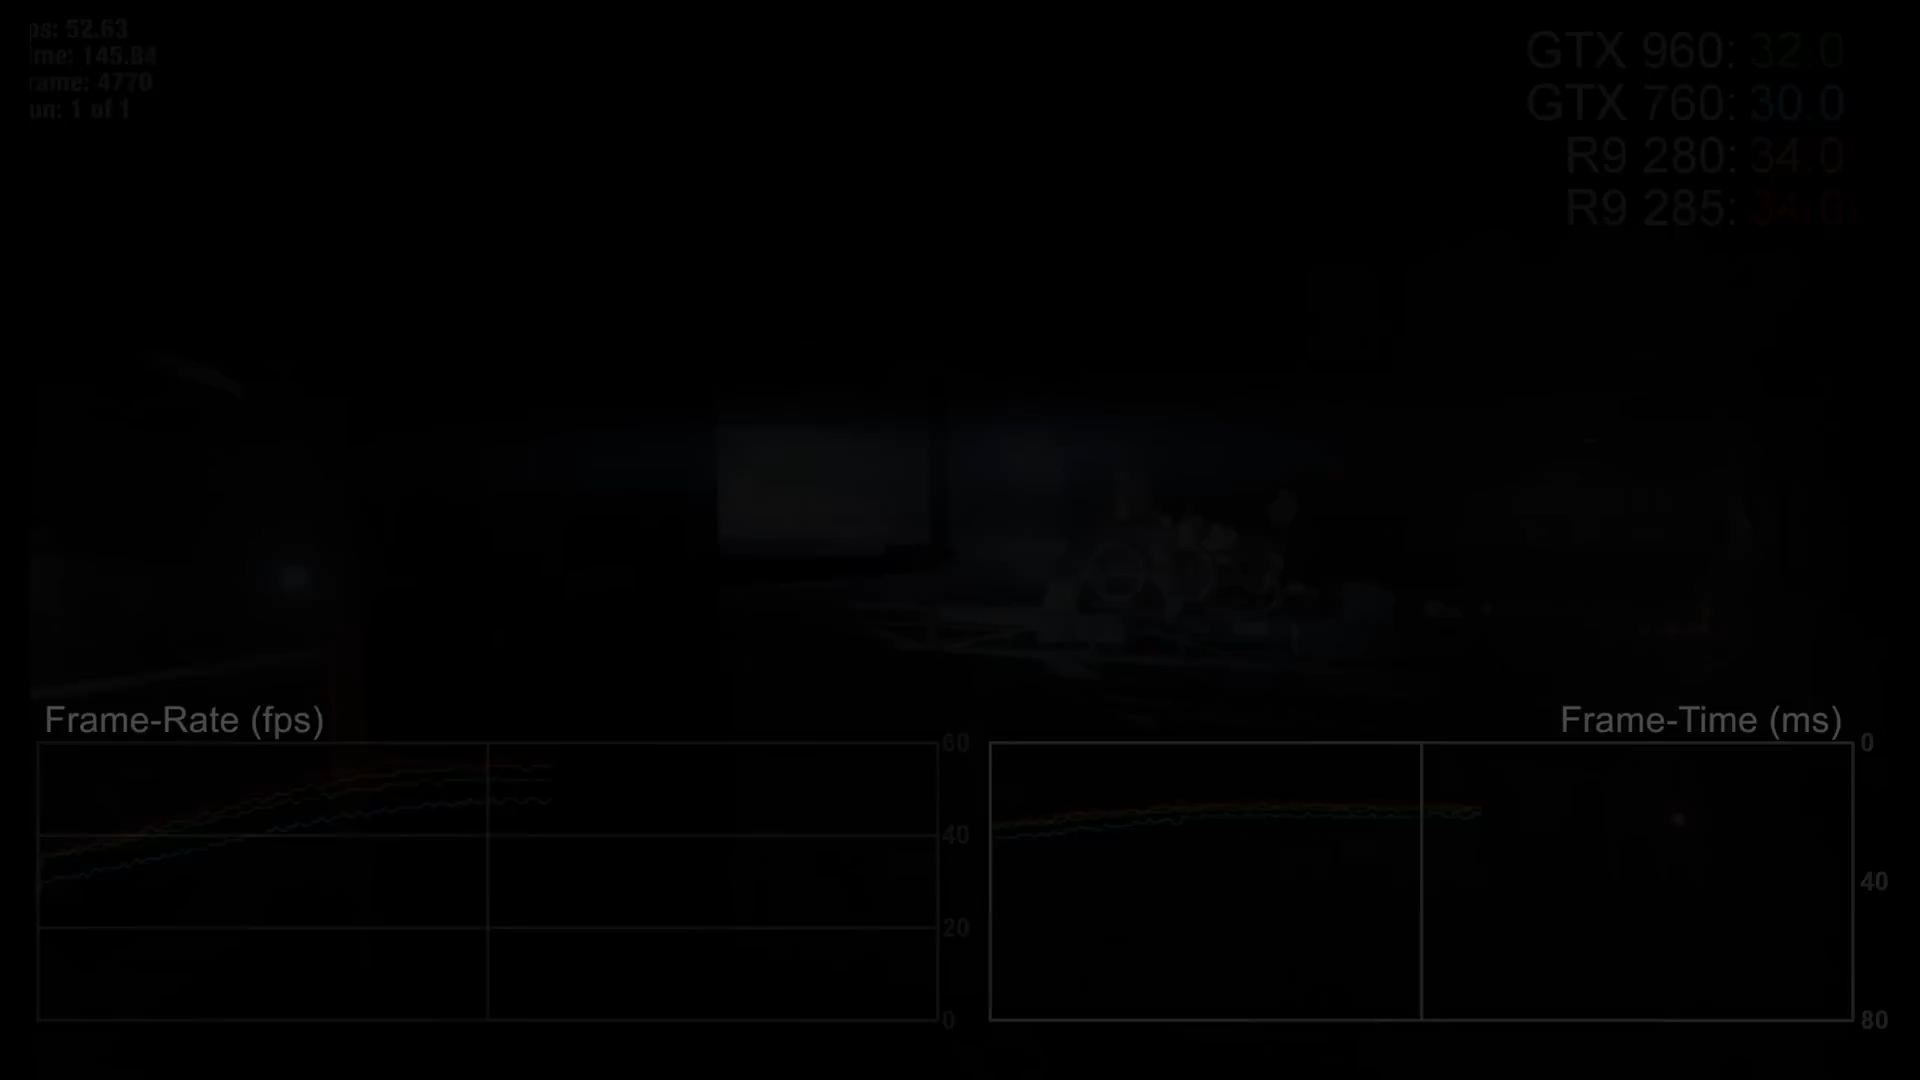 ps: 52.63
ime: 145.84
rame: 4770
un: 1 of 1
GTX 960: 32.0
GTX 760: 30.0
R9 280: 34.0
R9 285: 34.0
Frame-Rate (fps)
60
40
20
0
Frame-Time (ms)
0
40
80